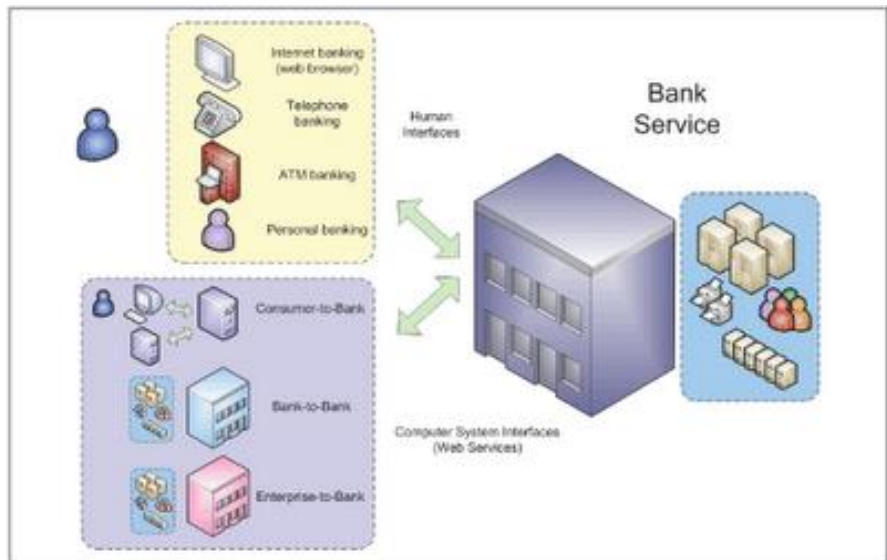 Internet banking
(web browser)
Telephone
banking
ATM banking
Personal banking
Human
Interfaces
Bank
Service
Consumer-to-Bank
Bank-to-Bank
Enterprise-to-Bank
Computer System Interfaces
(Web Services)